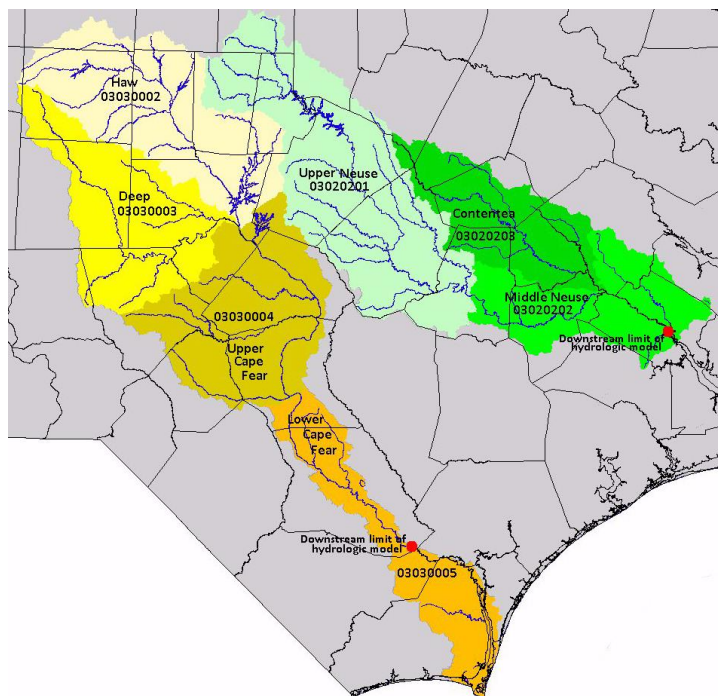 Haw
03030002
Upper Neuse
03020201
Deep
03030003
Contentea
03020203
Middle Neuse
03020202
03030004
Downstream limit of
hydrologic model
Upper
Cape
Fear
Lower
Cape
Fear
Downstream limit of
hydrologic model
03030005